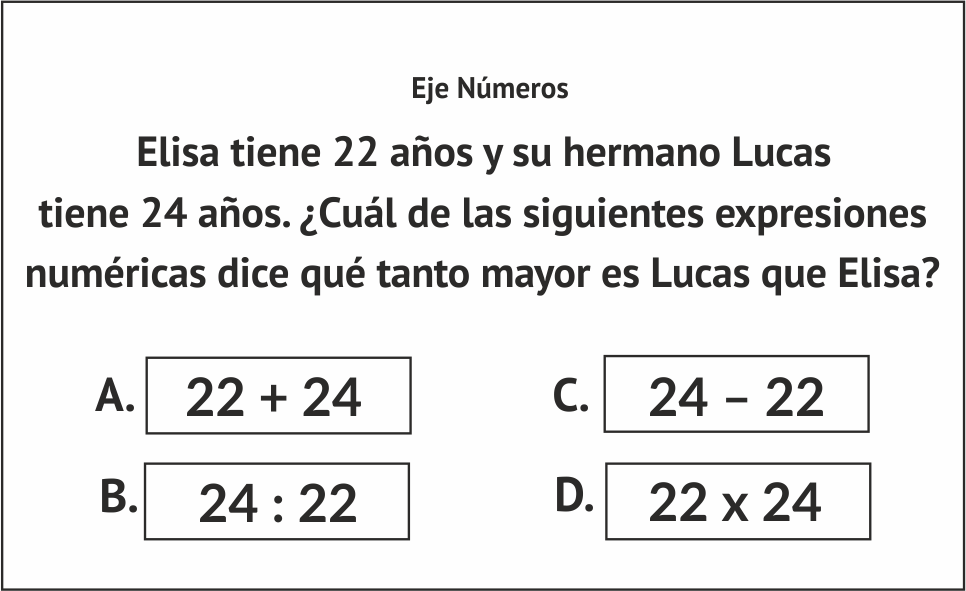 Eje Números
Elisa tiene 22 años y su hermano Lucas
tiene 24 años. ¿Cuál de las siguientes expresiones
numéricas dice qué tanto mayor es Lucas que Elisa?
A. 22 + 24
B. 24 : 22
C. 24 – 22
D. 22 x 24